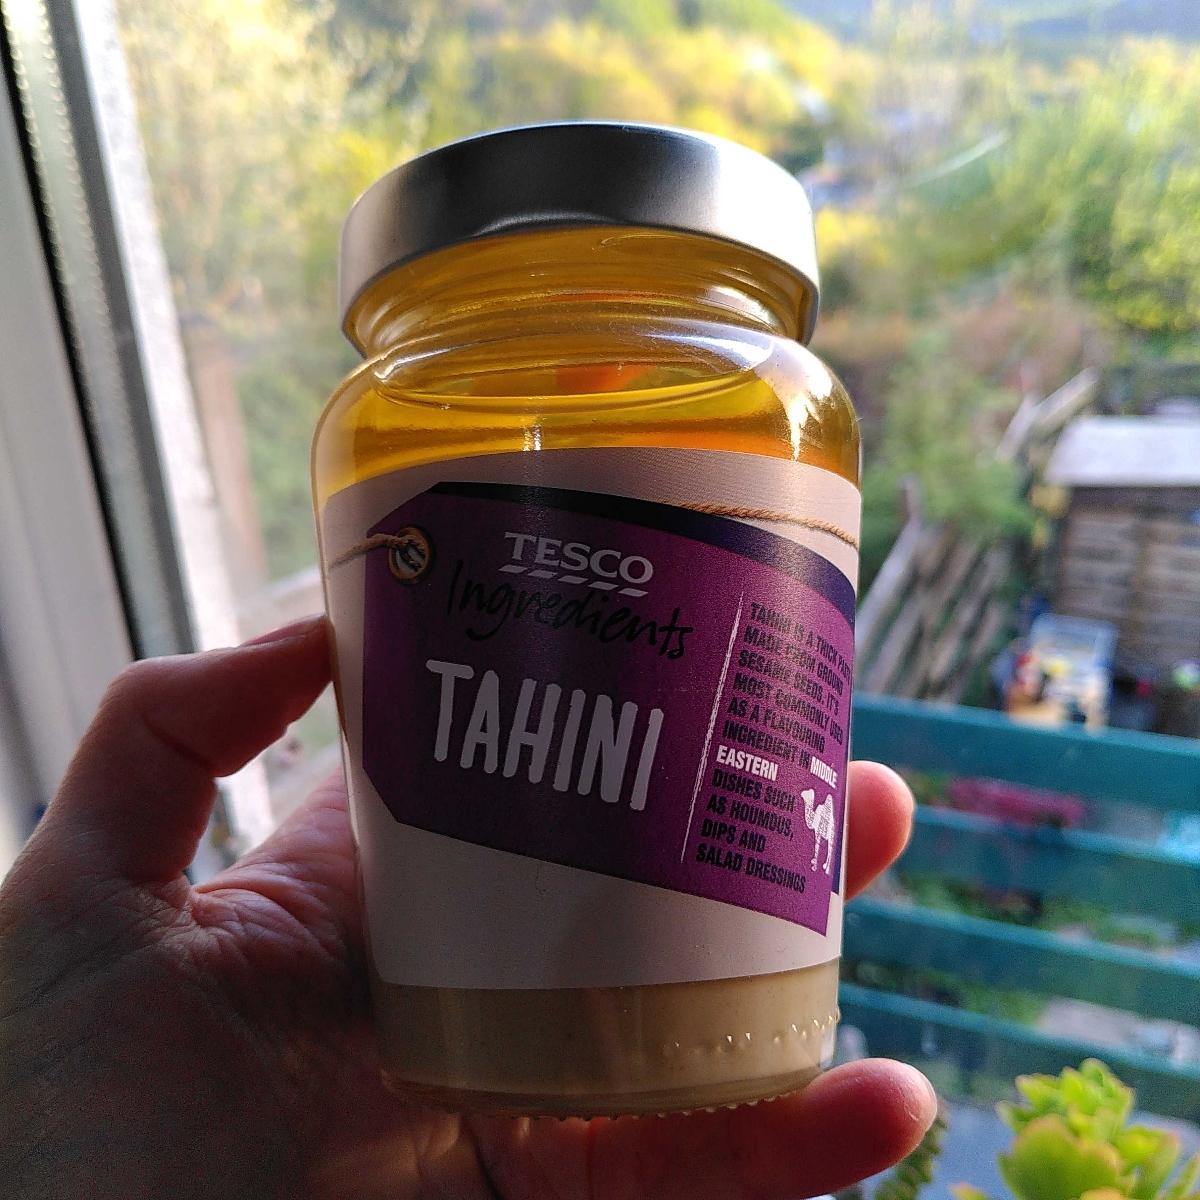 TESCO
Ingredients
TAHINI
TAHINI IS A THICK PASTE
MADE FROM GROUND
SESAME SEEDS. IT'S
MOST COMMONLY USED
AS A FLAVOURING
INGREDIENT IN MIDDLE
EASTERN
DISHES SUCH
AS HOUMOUS,
DIPS AND
SALAD DRESSINGS